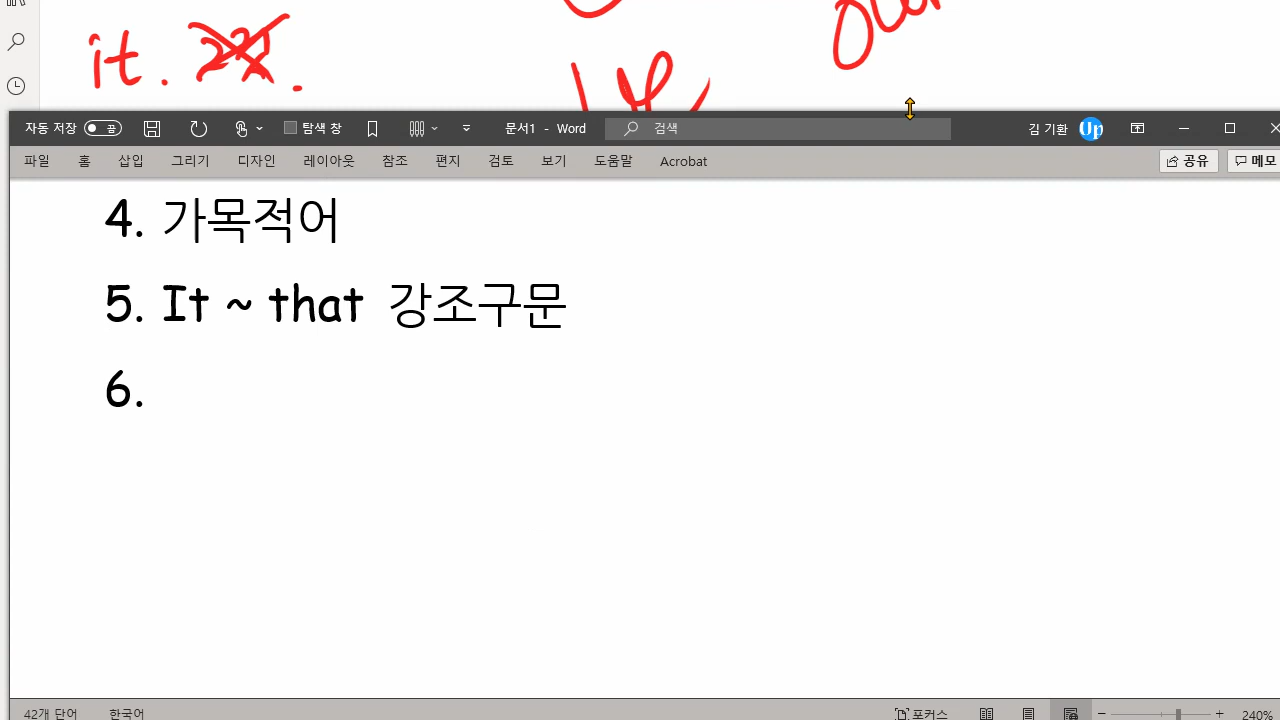 it. .
자동 저장 문서1 - Word 검색 김 기환 Up
탐색 창
파일 홈 삽입 그리기 디자인 레이아웃 참조 편지 검토 보기 도움말 Acrobat 공유 메모
4. 가목적어
5. It ~ that 강조구문
6.
42개 단어 한국어 포커스 240%